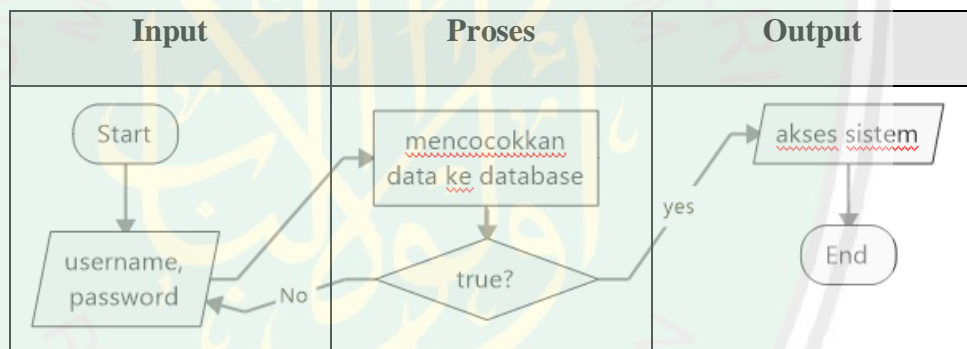 Input
Proses
Output
Start
username,
password
mencocokkan
data ke database
true?
No
yes
akses sistem
End